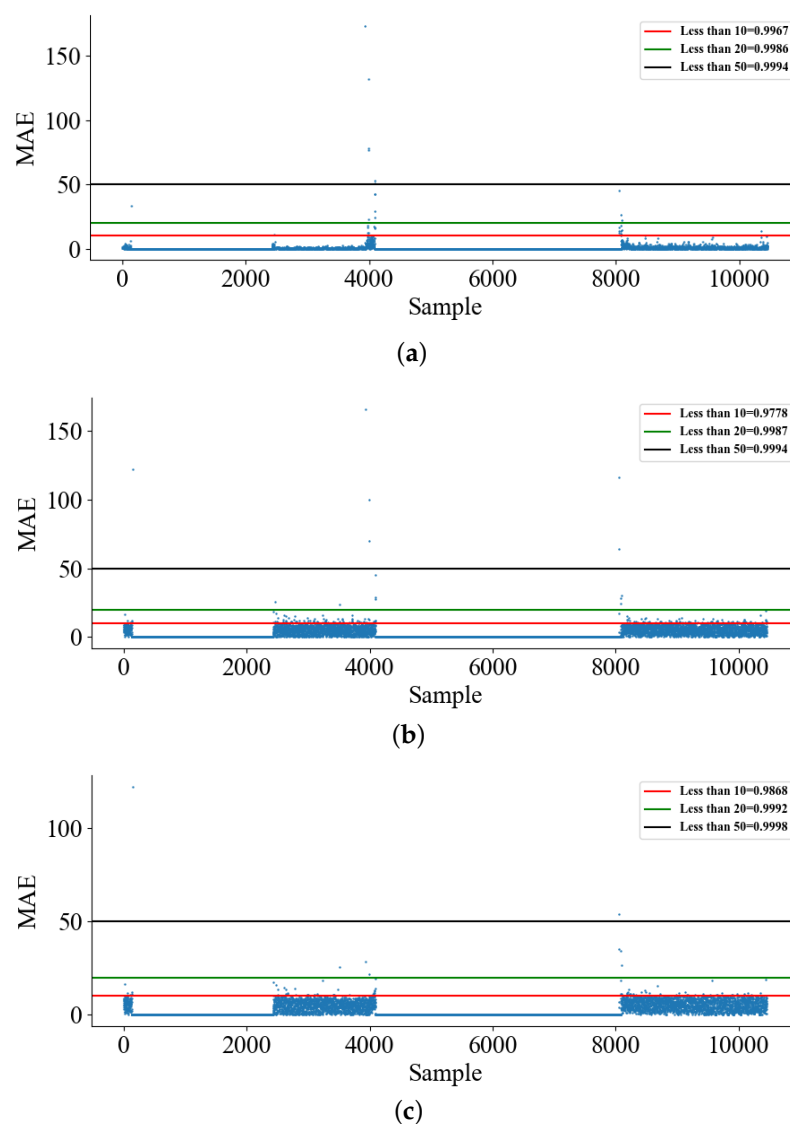 Less than 10=0.9967
Less than 20=0.9986
Less than 50=0.9994
150
100
50
0
MAE
0 2000 4000 6000 8000 10000
Sample
(a)
Less than 10=0.9778
Less than 20=0.9987
Less than 50=0.9994
150
100
50
0
MAE
0 2000 4000 6000 8000 10000
Sample
(b)
Less than 10=0.9868
Less than 20=0.9992
Less than 50=0.9998
100
50
0
MAE
0 2000 4000 6000 8000 10000
Sample
(c)